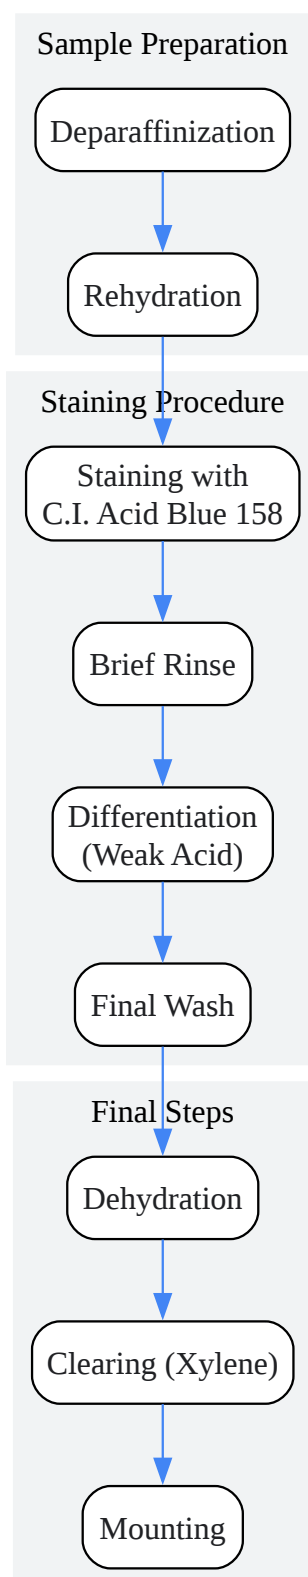 Sample Preparation
Deparaffinization
Rehydration
Staining Procedure
Staining with
C.I. Acid Blue 158
Brief Rinse
Differentiation
(Weak Acid)
Final Wash
Final Steps
Dehydration
Clearing (Xylene)
Mounting